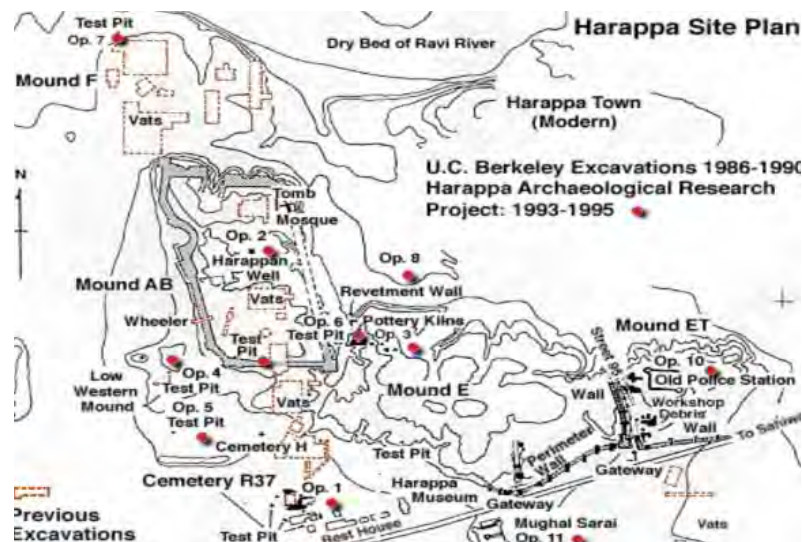 Test Pit
Op. 7
Harappa Site Plan
Dry Bed of Ravi River
Mound F
Vats
Harappa Town
(Modern)
U.C. Berkeley Excavations 1986-1990
Harappa Archaeological Research
Project: 1993-1995
N
Tomb
Mosque
Op. 2
Harappan
Well
Op. 8
Revetment Wall
Mound AB
Vats
Wheeler
Op. 6
Test Pit
Pottery Kilns
Op. 3
Mound ET
Street
Op. 10
Old Police Station
Test
Pit
Op. 4
Test Pit
Low
Western
Mound
Mound E
Wall
Workshop
Debris
Wall
Op. 5
Test Pit
Vats
Cemetery H
Test Pit
Perimeter
Wall
Gateway
To
Cemetery R37
Op. 1
Harappa
Museum
Gateway
Rest House
Test Pit
Previous
Excavations
Mughal Sarai
Op. 11
Vats